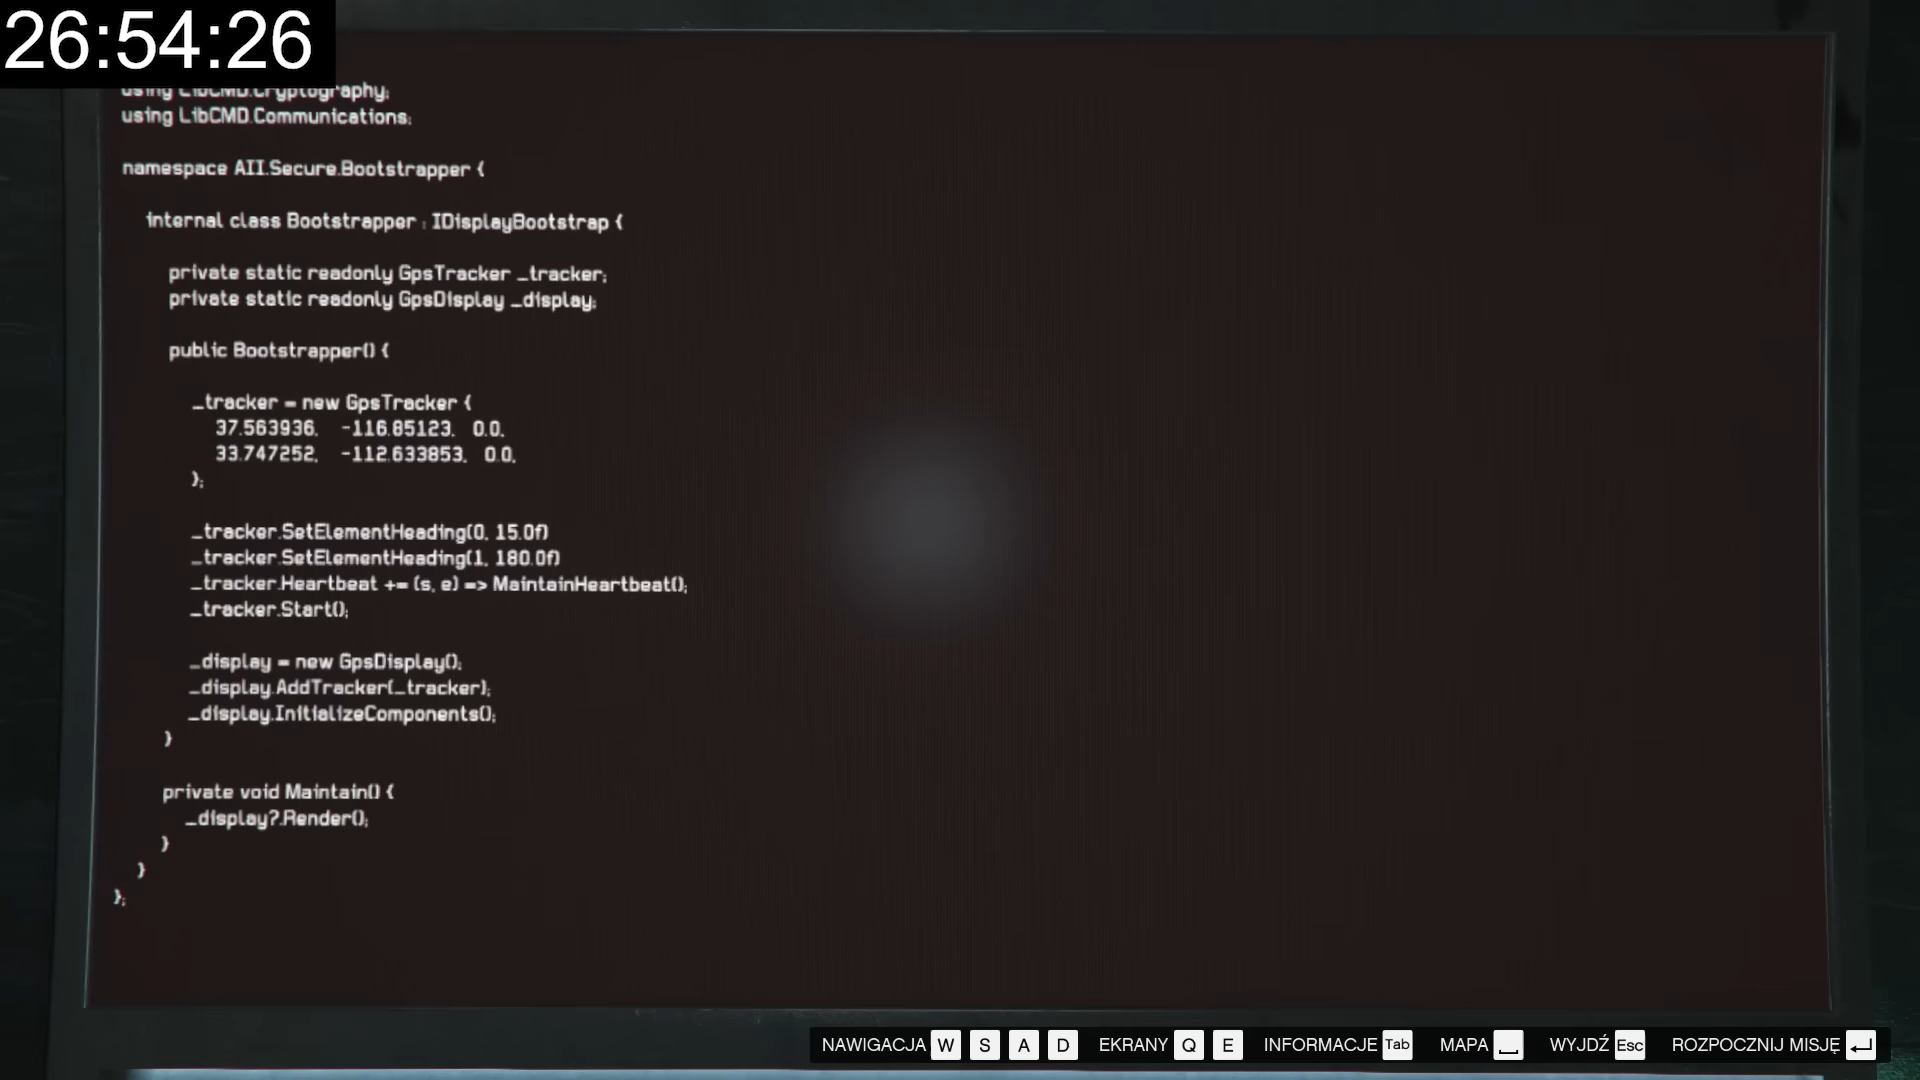 26:54:26
using LibCMD.Cryptography;
using LibCMD.Communications;
namespace AII.Secure.Bootstrapper {
internal class Bootstrapper : IDisplayBootstrap {
private static readonly GpsTracker _tracker;
private static readonly GpsDisplay _display;
public Bootstrapper() {
_tracker = new GpsTracker {
37.563936, -116.85123, 0.0,
33.747252, -112.633853, 0.0,
};
_tracker.SetElementHeading(0, 15.0f)
_tracker.SetElementHeading(1, 180.0f)
_tracker.Heartbeat += (s, e) => MaintainHeartbeat();
_tracker.Start();
_display = new GpsDisplay();
_display.AddTracker(_tracker);
_display.InitializeComponents();
}
private void Maintain() {
_display?.Render();
}
}
};
NAWIGACJA W S A D EKRANY Q E INFORMACJE Tab MAPA WYJDŹ Esc ROZPOCZNIJ MISJĘ